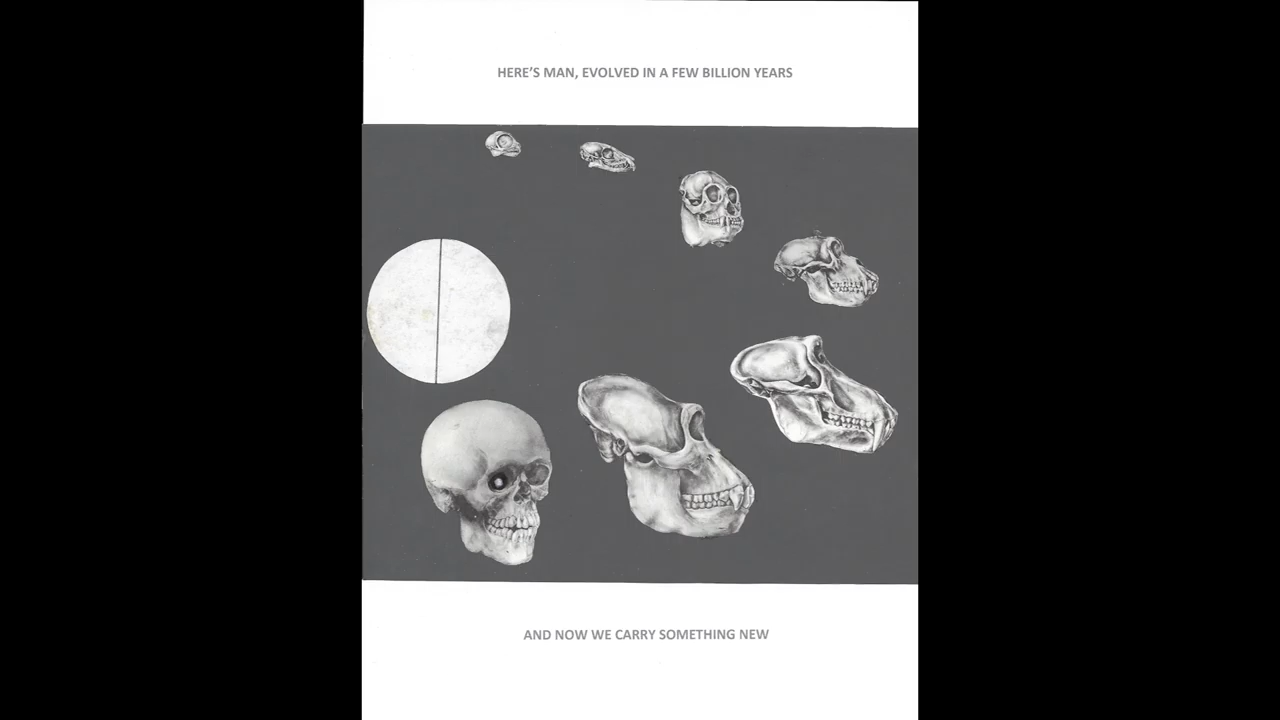 HERE'S MAN, EVOLVED IN A FEW BILLION YEARS
AND NOW WE CARRY SOMETHING NEW